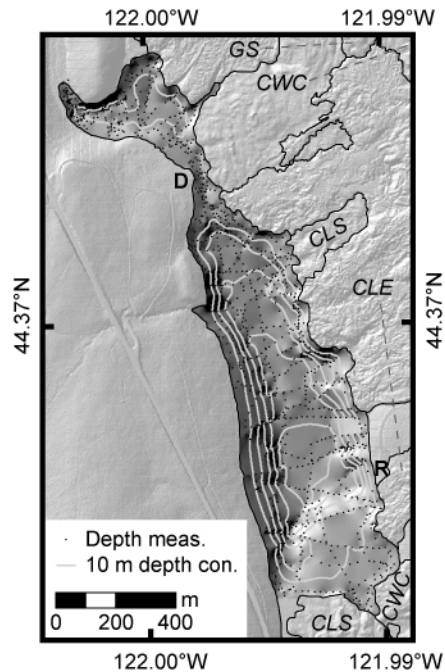 122.00°W 121.99°W
GS
CWC
D
CLS
CLE
44.37°N 44.37°N
R
Depth meas.
10 m depth con.
m
0 200 400
CLS
CWC
122.00°W 121.99°W